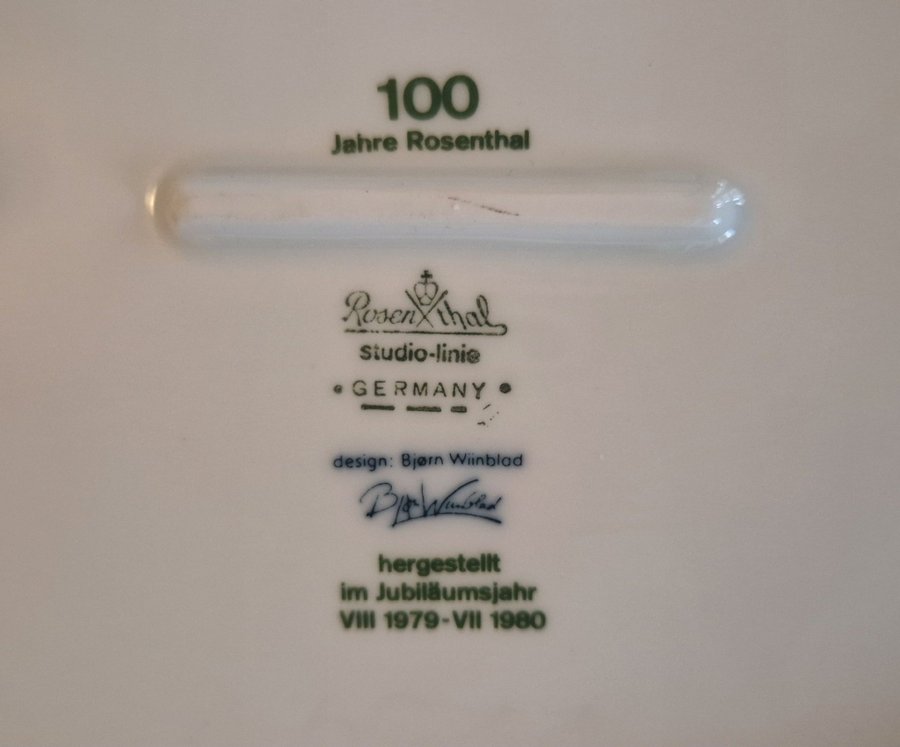 100
Jahre Rosenthal
Rosenthal
studio-linie
GERMANY
design: Bjørn Wiinblad
Bjørn Wiinblad
hergestellt
im Jubiläumsjahr
VIII 1979-VII 1980